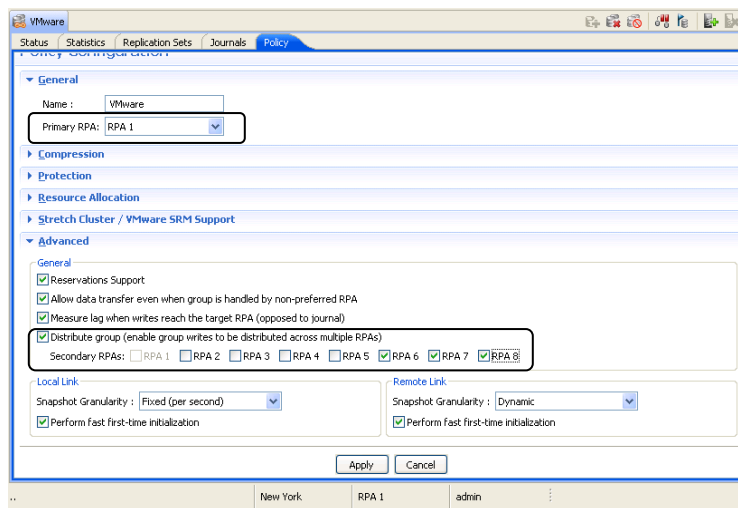 VMware
Status Statistics Replication Sets Journals Policy
Policy Configuration
General
Name : VMware
Primary RPA: RPA 1
Compression
Protection
Resource Allocation
Stretch Cluster / VMware SRM Support
Advanced
General
Reservations Support
Allow data transfer even when group is handled by non-preferred RPA
Measure lag when writes reach the target RPA (opposed to journal)
Distribute group (enable group writes to be distributed across multiple RPAs)
Secondary RPAs: RPA 1 RPA 2 RPA 3 RPA 4 RPA 5 RPA 6 RPA 7 RPA 8
Local Link Remote Link
Snapshot Granularity : Fixed (per second) Snapshot Granularity : Dynamic
Perform fast first-time initialization Perform fast first-time initialization
Apply Cancel
.. New York RPA 1 admin